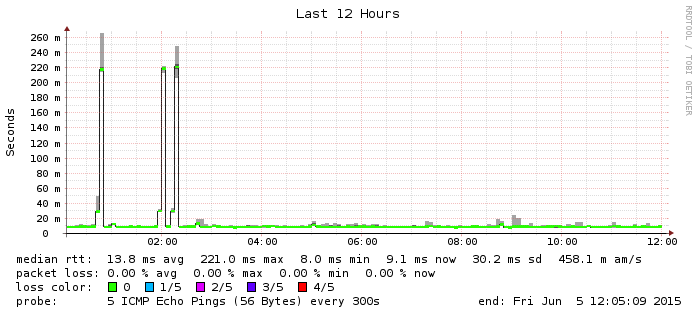 Last 12 Hours
RRDTOOL / TOBI OETIKER
Seconds
260 m
240 m
220 m
200 m
180 m
160 m
140 m
120 m
100 m
80 m
60 m
40 m
20 m
0
02:00 04:00 06:00 08:00 10:00 12:00
median rtt: 13.8 ms avg 221.0 ms max 8.0 ms min 9.1 ms now 30.2 ms sd 458.1 m am/s
packet loss: 0.00 % avg 0.00 % max 0.00 % min 0.00 % now
loss color: 0 1/5 2/5 3/5 4/5
probe: 5 ICMP Echo Pings (56 Bytes) every 300s end: Fri Jun 5 12:05:09 2015